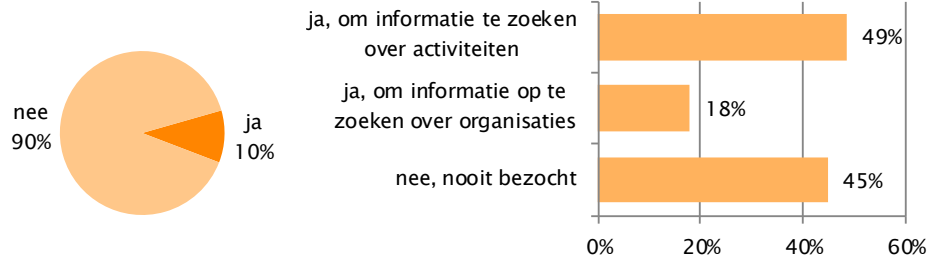 nee
90%
ja
10%
ja, om informatie te zoeken
over activiteiten
49%
ja, om informatie op te
zoeken over organisaties
18%
nee, nooit bezocht
45%
0%
20%
40%
60%